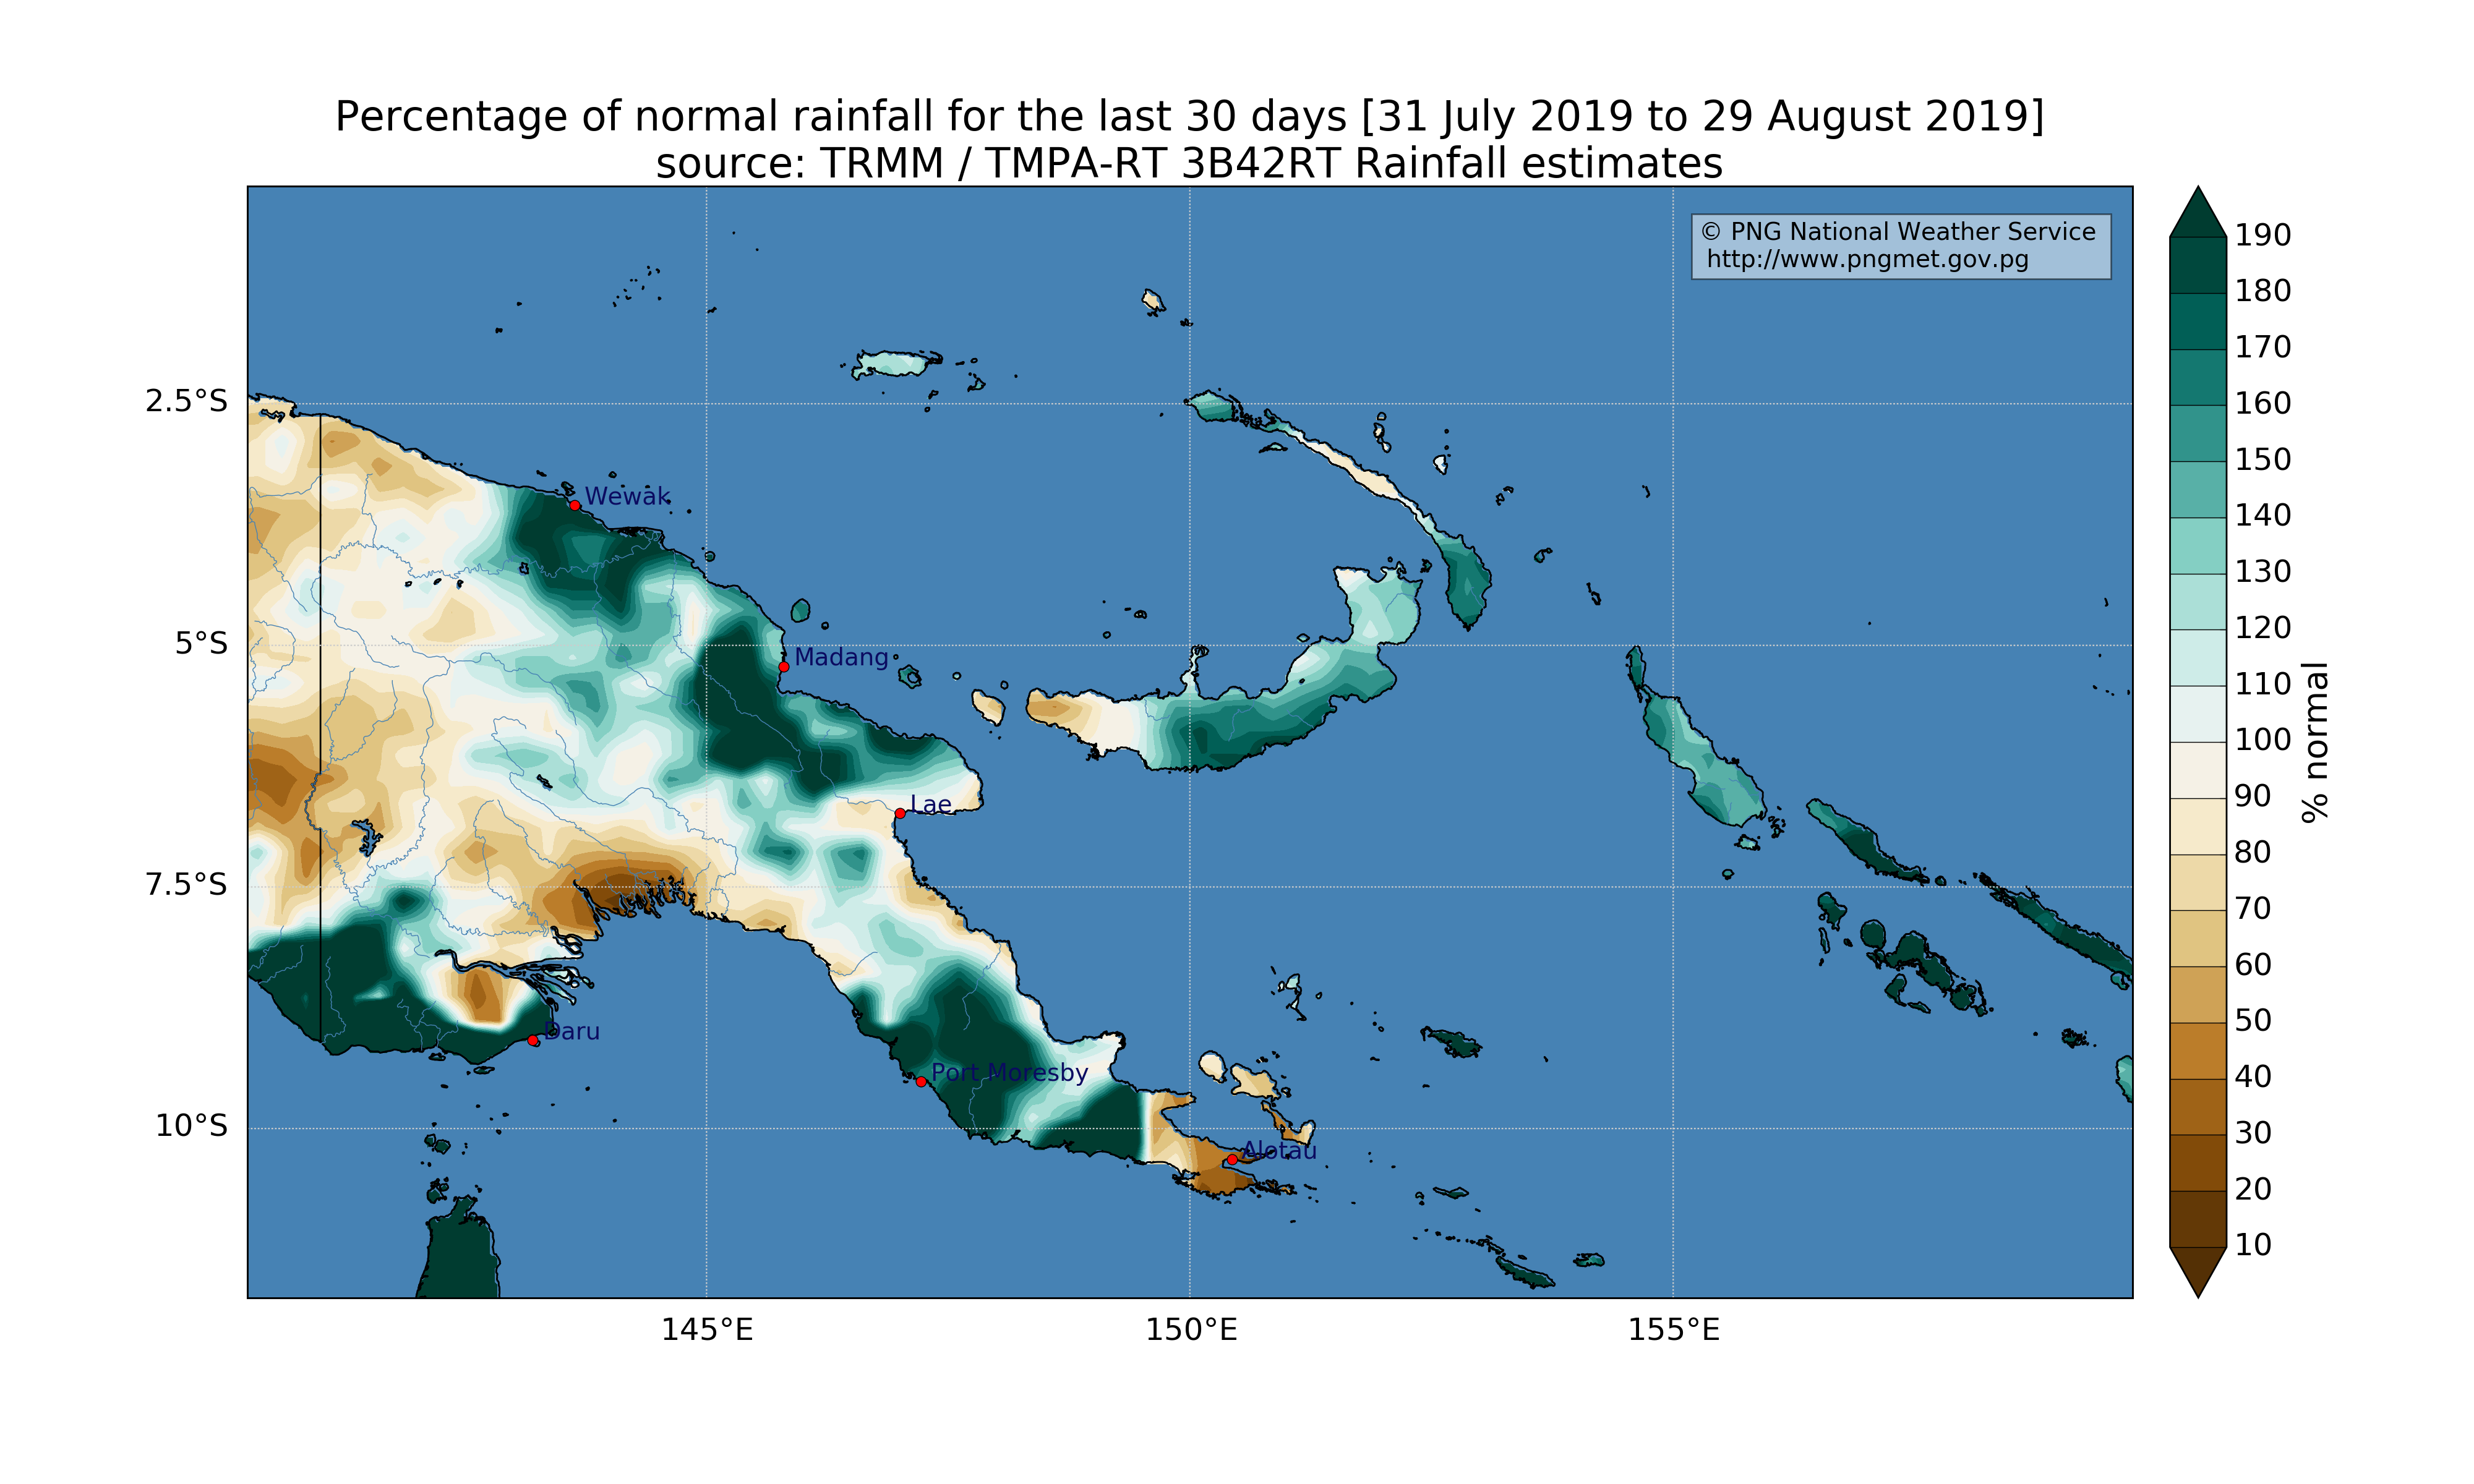 Percentage of normal rainfall for the last 30 days [31 July 2019 to 29 August 2019]
source: TRMM / TMPA-RT 3B42RT Rainfall estimates
© PNG National Weather Service
http://www.pngmet.gov.pg
2.5°S
5°S
7.5°S
10°S
Wewak
Madang
Lae
Daru
Port Moresby
Alotau
145°E
150°E
155°E
190
180
170
160
150
140
130
120
110
100
90
80
70
60
50
40
30
20
10
% normal